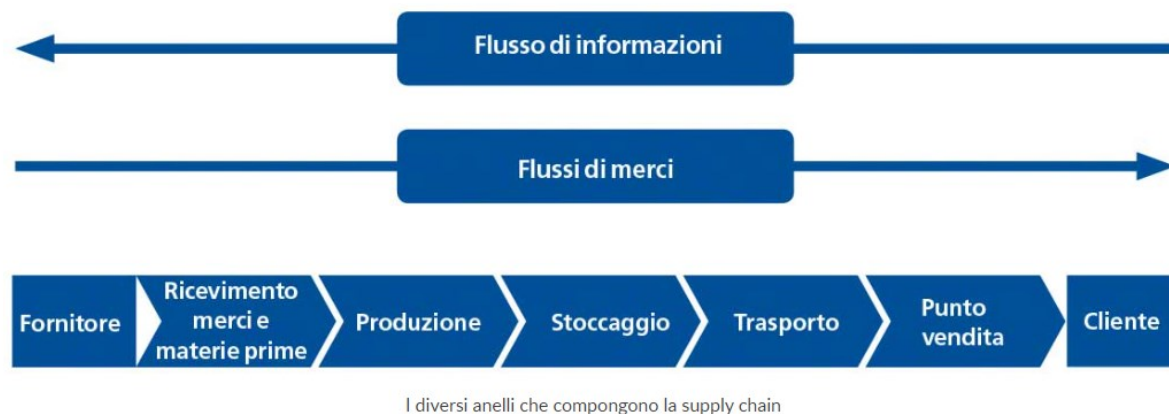 Flusso di informazioni
Flussi di merci
Fornitore
Ricevimento
merci e
materie prime
Produzione
Stoccaggio
Trasporto
Punto
vendita
Cliente
I diversi anelli che compongono la supply chain